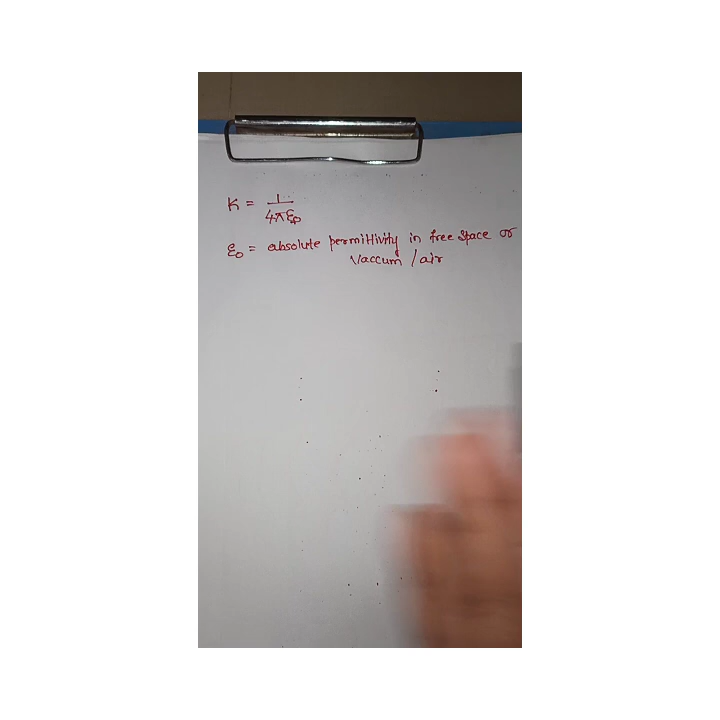 K = 1/4πε₀
ε₀ = absolute permittivity in free space or
Vaccum / air